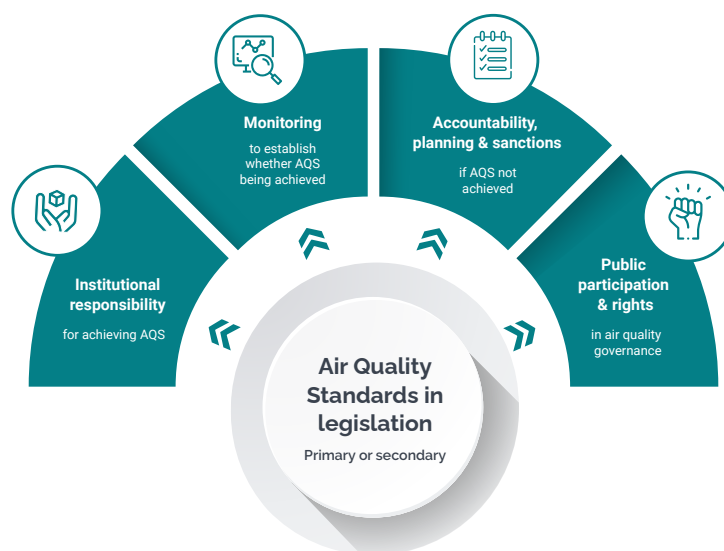 Institutional
responsibility
for achieving AQS
Monitoring
to establish
whether AQS
being achieved
Accountability,
planning & sanctions
if AQS not
achieved
Public
participation
& rights
in air quality
governance
Air Quality
Standards in
legislation
Primary or secondary